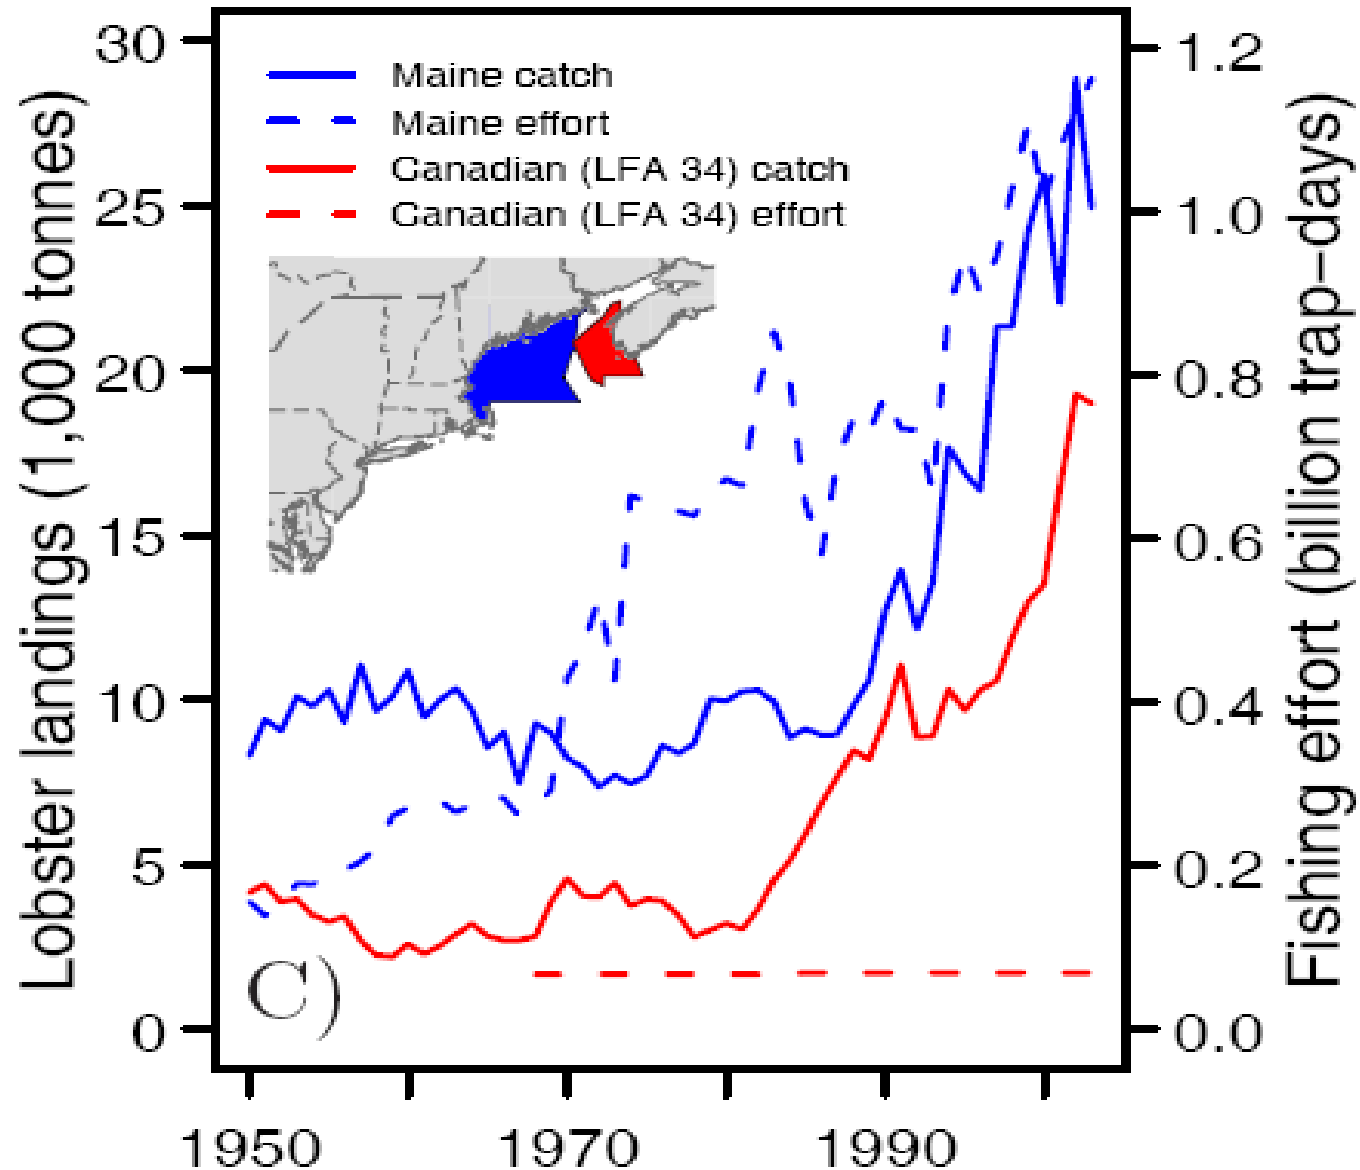 Lobster landings (1,000 tonnes)
30
25
20
15
10
5
0
Maine catch
Maine effort
Canadian (LFA 34) catch
Canadian (LFA 34) effort
C)
1.2
1.0
0.8
0.6
0.4
0.2
0.0
Fishing effort (billion trap-days)
1950
1970
1990